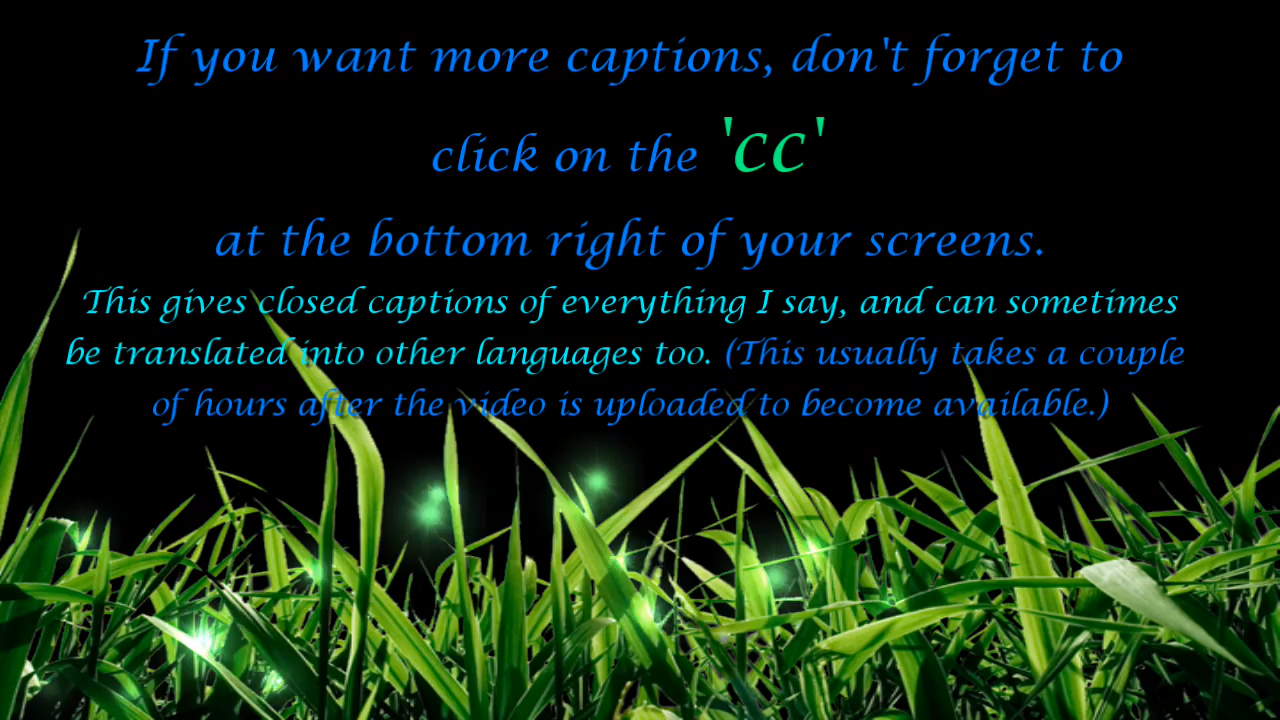 If you want more captions, don't forget to
click on the 'cc'
at the bottom right of your screens.
This gives closed captions of everything I say, and can sometimes
be translated into other languages too. (This usually takes a couple
of hours after the video is uploaded to become available.)